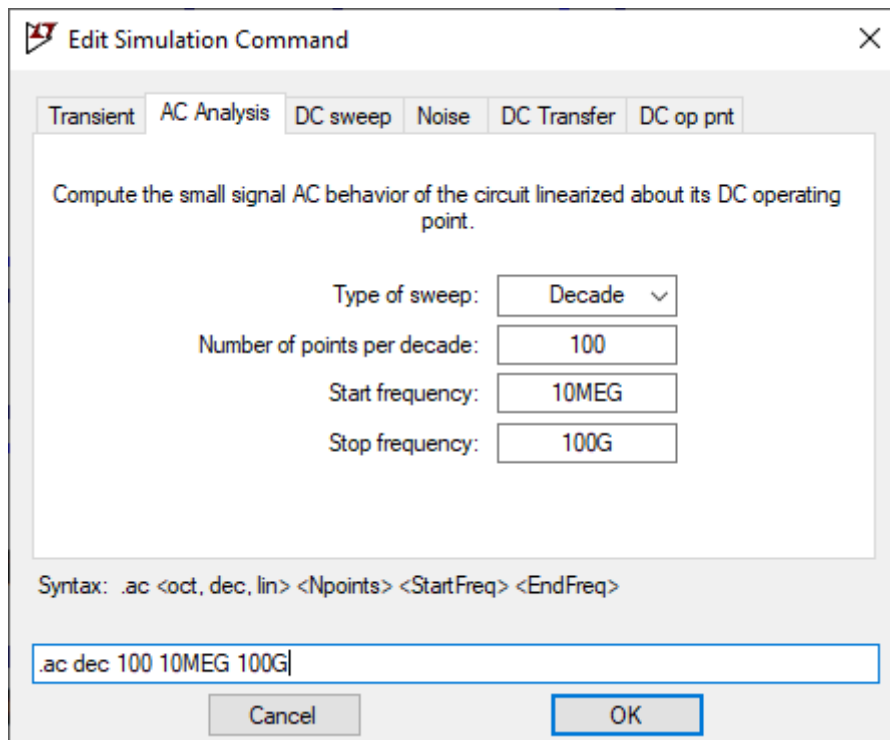 Edit Simulation Command
Transient AC Analysis DC sweep Noise DC Transfer DC op pnt
Compute the small signal AC behavior of the circuit linearized about its DC operating
point.
Type of sweep: Decade
Number of points per decade: 100
Start frequency: 10MEG
Stop frequency: 100G
Syntax: .ac <oct, dec, lin> <Npoints> <StartFreq> <EndFreq>
.ac dec 100 10MEG 100G
Cancel OK